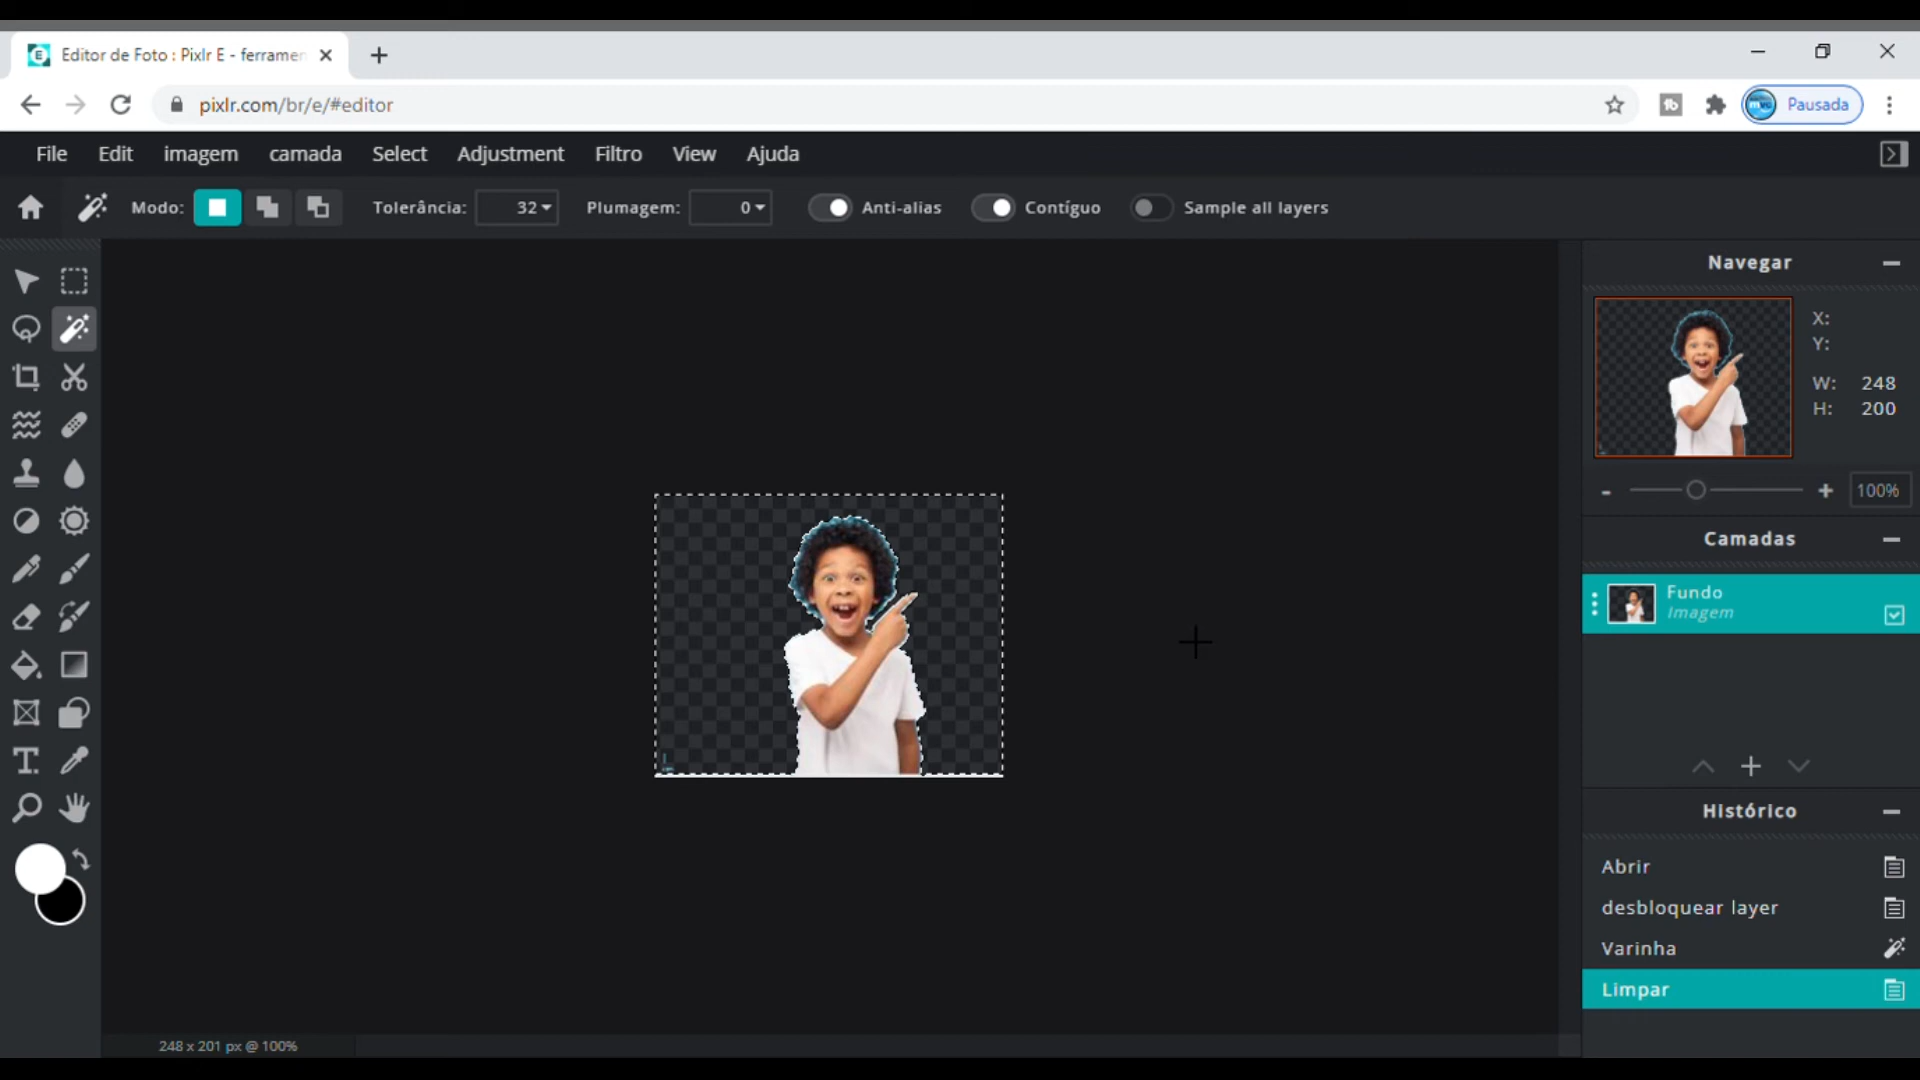 Editor de Foto : Pixlr E - ferramen
pixlr.com/br/e/#editor
Pausada
File Edit imagem camada Select Adjustment Filtro View Ajuda
Modo: Tolerância: 32 Plumagem: 0 Anti-alias Contíguo Sample all layers
Navegar
X:
Y:
W: 248
H: 200
- + 100%
Camadas
Fundo
Imagem
Histórico
Abrir
desbloquear layer
Varinha
Limpar
248 x 201 px @ 100%